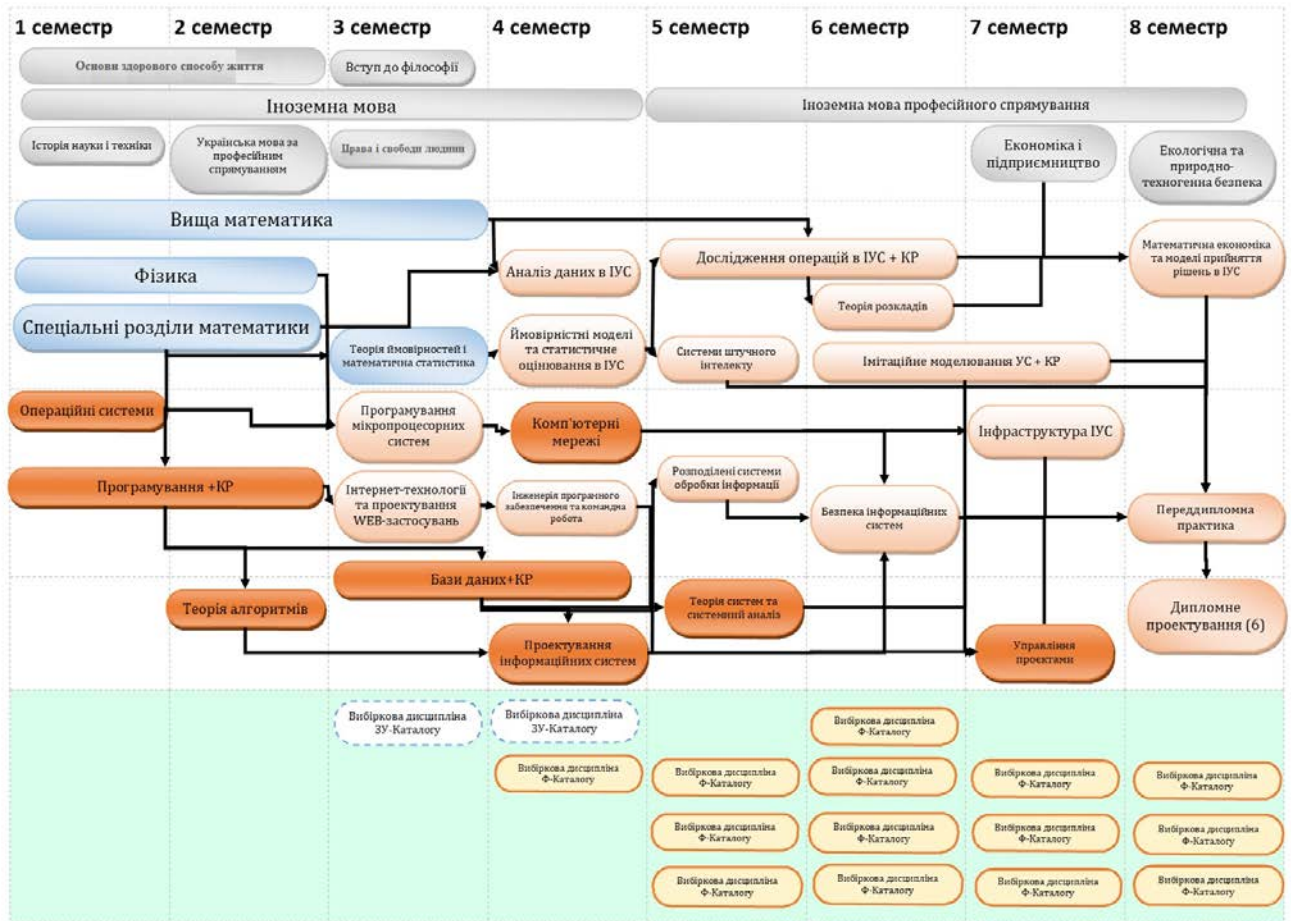 1 семестр
2 семестр
3 семестр
4 семестр
5 семестр
6 семестр
7 семестр
8 семестр
Основи здорового способу життя
Вступ до філософії
Іноземна мова
Іноземна мова професійного спрямування
Історія науки і техніки
Українська мова за
професійним
спрямуванням
Права і свободи людини
Економіка і
підприємництво
Екологічна та
природно-
техногенна безпека
Вища математика
Фізика
Спеціальні розділи математики
Аналіз даних в ІУС
Дослідження операцій в ІУС + КР
Математична економіка
та моделі прийняття
рішень в ІУС
Теорія розкладів
Теорія ймовірностей і
математична статистика
Ймовірністні моделі
та статистичне
оцінювання в ІУС
Системи штучного
інтелекту
Імітаційне моделювання УС + КР
Операційні системи
Програмування
мікропроцесорних
систем
Комп'ютерні
мережі
Інфраструктура ІУС
Програмування +КР
Інтернет-технології
та проектування
WEB-застосувань
Інженерія програмного
забезпечення та командна
робота
Розподілені системи
обробки інформації
Безпека інформаційних
систем
Переддипломна
практика
Бази даних+КР
Теорія алгоритмів
Проектування
інформаційних систем
Теорія систем та
системний аналіз
Управління
проєктами
Дипломне
проектування (6)
Вибіркова дисципліна
ЗУ-Каталогу
Вибіркова дисципліна
ЗУ-Каталогу
Вибіркова дисципліна
Ф-Каталогу
Вибіркова дисципліна
Ф-Каталогу
Вибіркова дисципліна
Ф-Каталогу
Вибіркова дисципліна
Ф-Каталогу
Вибіркова дисципліна
Ф-Каталогу
Вибіркова дисципліна
Ф-Каталогу
Вибіркова дисципліна
Ф-Каталогу
Вибіркова дисципліна
Ф-Каталогу
Вибіркова дисципліна
Ф-Каталогу
Вибіркова дисципліна
Ф-Каталогу
Вибіркова дисципліна
Ф-Каталогу
Вибіркова дисципліна
Ф-Каталогу
Вибіркова дисципліна
Ф-Каталогу
Вибіркова дисципліна
Ф-Каталогу